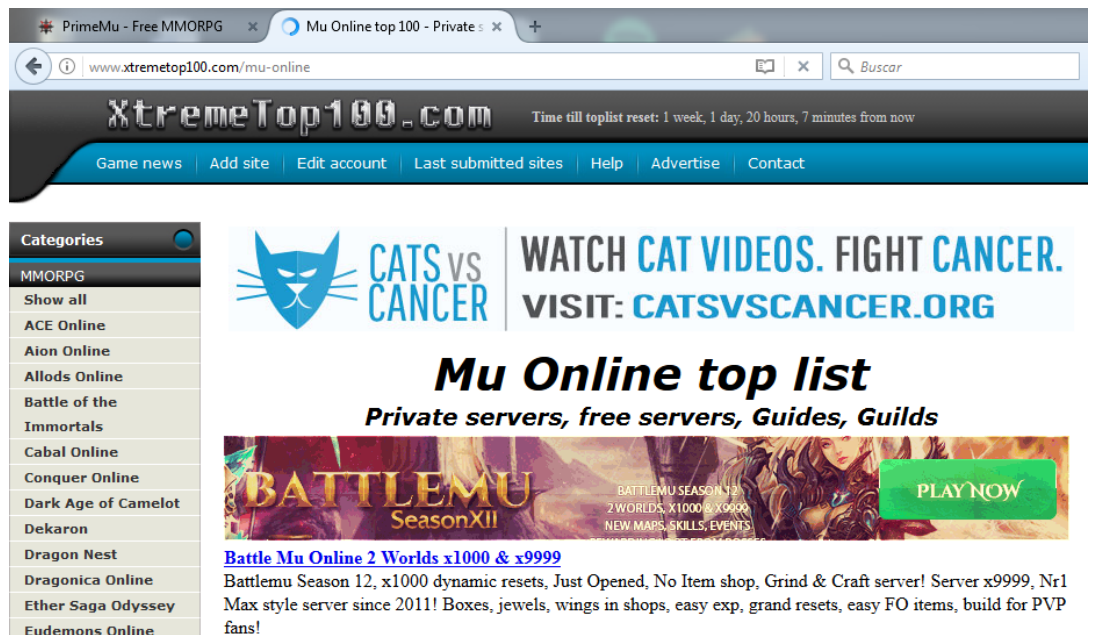 PrimeMu - Free MMORPG
Mu Online top 100 - Private s
www.xtremetop100.com/mu-online
Buscar
XtremeTop100.com
Time till toplist reset: 1 week, 1 day, 20 hours, 7 minutes from now
Game news
Add site
Edit account
Last submitted sites
Help
Advertise
Contact
Categories
MMORPG
Show all
ACE Online
Aion Online
Allods Online
Battle of the
Immortals
Cabal Online
Conquer Online
Dark Age of Camelot
Dekaron
Dragon Nest
Dragonica Online
Ether Saga Odyssey
Eudemons Online
CATS VS
CANCER
WATCH CAT VIDEOS. FIGHT CANCER.
VISIT: CATSVSCANCER.ORG
Mu Online top list
Private servers, free servers, Guides, Guilds
BATTLEMU
SeasonXII
BATTLEMU SEASON 12
2 WORLDS, X1000 & X9999
NEW MAPS, SKILLS, EVENTS
PLAY NOW
Battle Mu Online 2 Worlds x1000 & x9999
Battlemu Season 12, x1000 dynamic resets, Just Opened, No Item shop, Grind & Craft server! Server x9999, Nr1
Max style server since 2011! Boxes, jewels, wings in shops, easy exp, grand resets, easy FO items, build for PVP
fans!